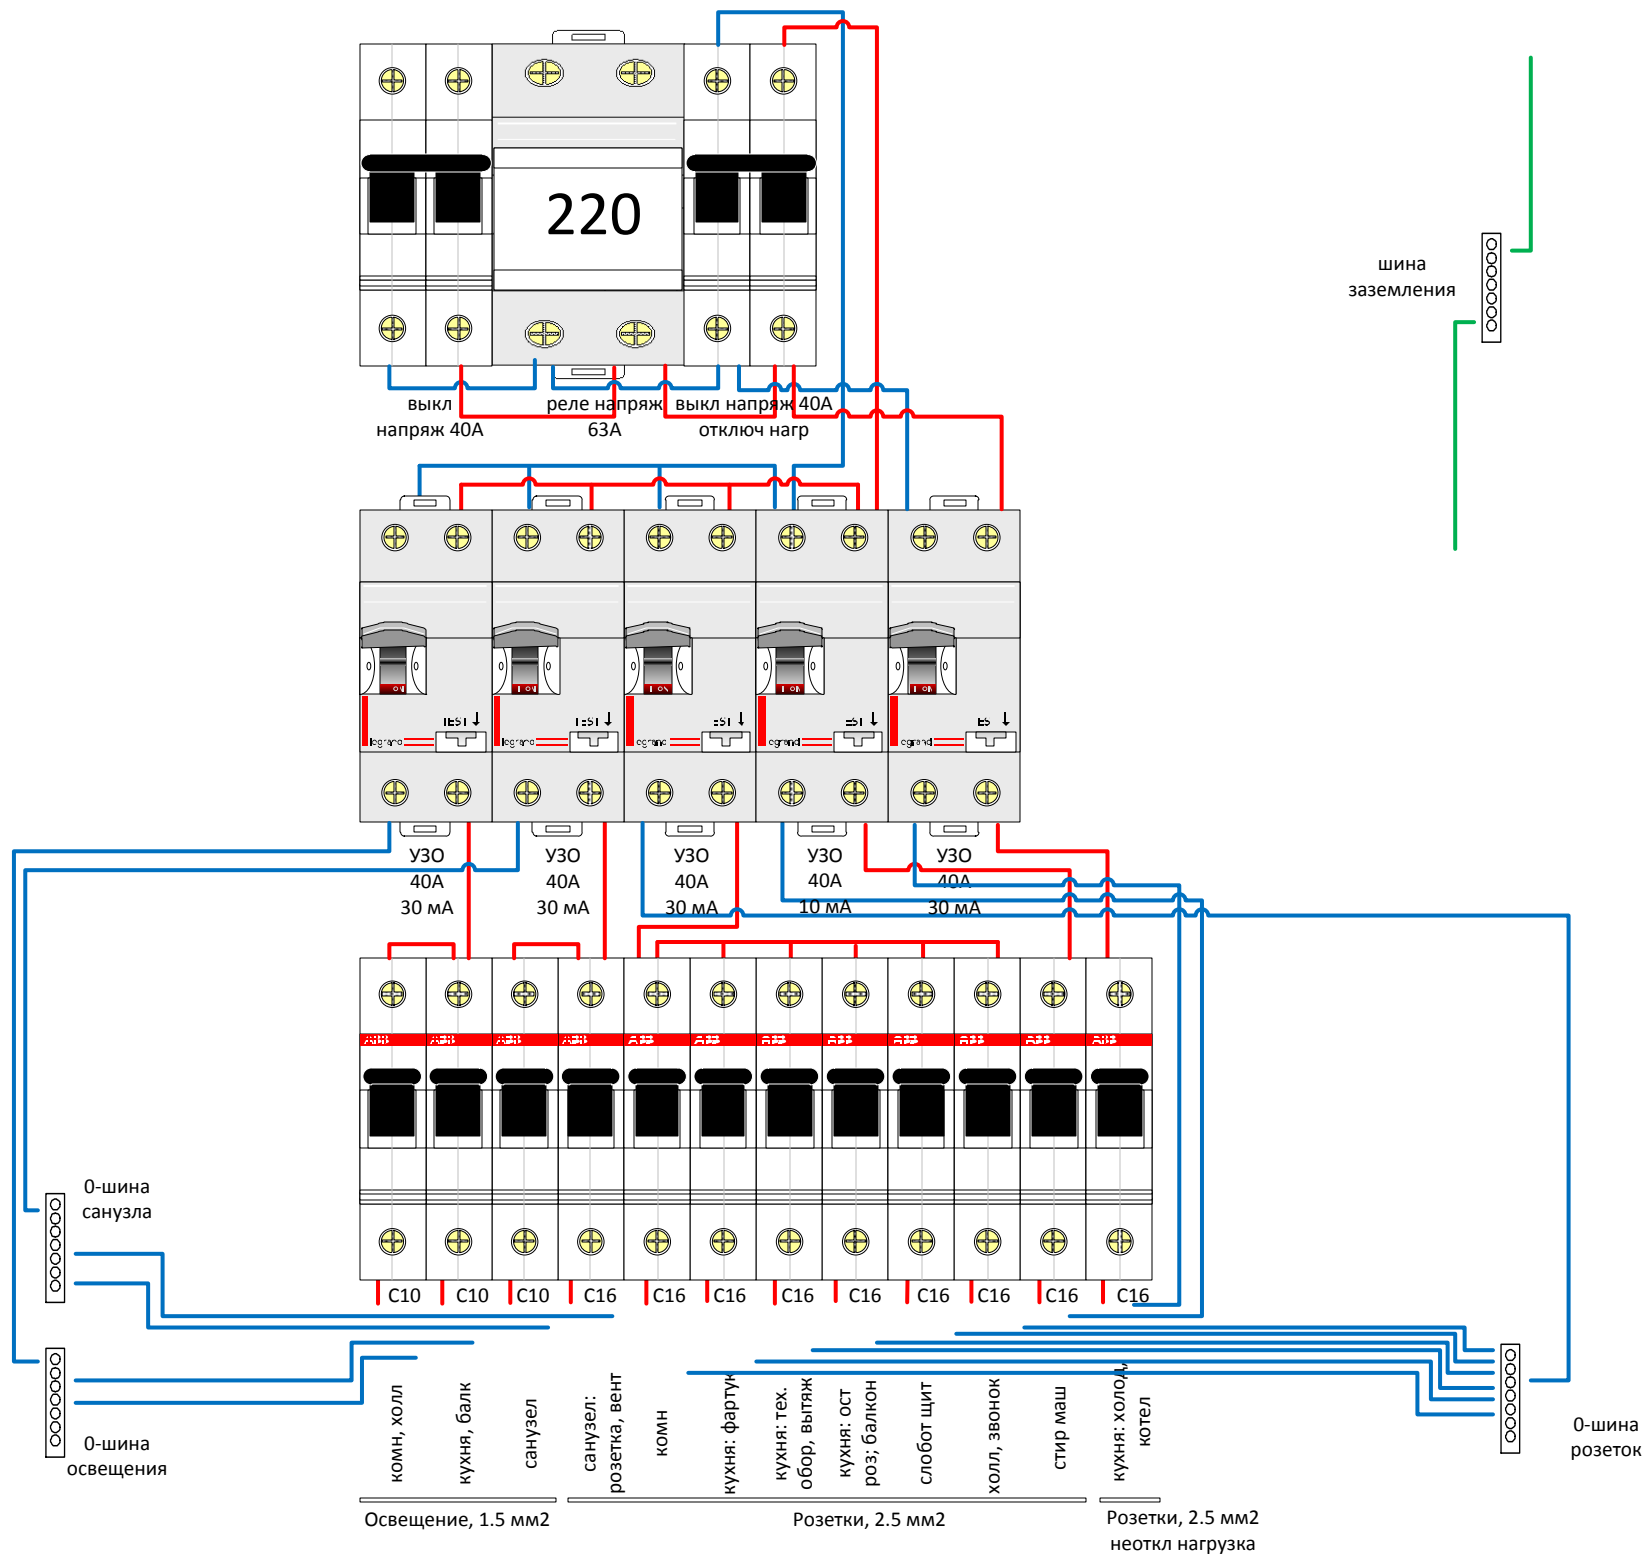 220
шина
заземления
выкл
напряж 40А
реле напряж
63А
выкл напряж 40А
отключ нагр
УЗО
40А
30 мА
УЗО
40А
30 мА
УЗО
40А
30 мА
УЗО
40А
10 мА
УЗО
40А
30 мА
0-шина
санузла
C10
C10
C10
C16
C16
C16
C16
C16
C16
C16
C16
C16
0-шина
освещения
комн, холл
кухня, балк
санузел
санузел:
розетка, вент
комн
кухня: фартук
кухня: тех.
обор, вытяж
кухня: ост
роз; балкон
слобот щит
холл, звонок
стир маш
кухня: холод,
котел
0-шина
розеток
Освещение, 1.5 мм2
Розетки, 2.5 мм2
Розетки, 2.5 мм2
неоткл нагрузка